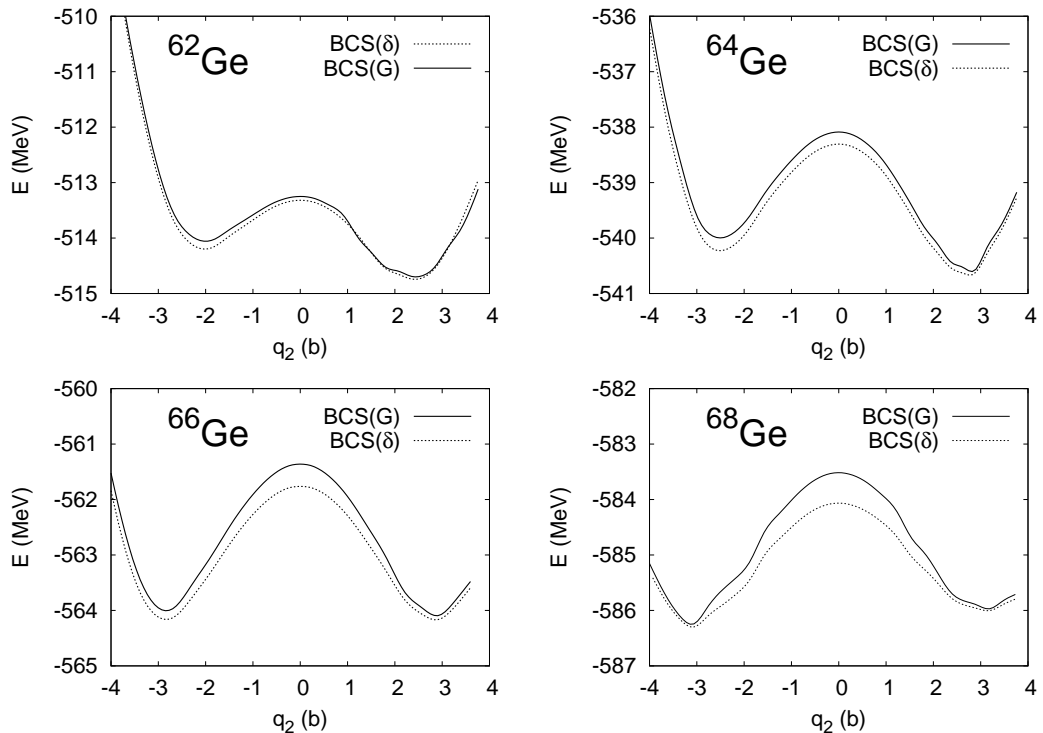 ⁶²Ge
BCS(δ)
BCS(G)
E (MeV)
-510
-511
-512
-513
-514
-515
-4 -3 -2 -1 0 1 2 3 4
q₂ (b)
⁶⁴Ge
BCS(G)
BCS(δ)
E (MeV)
-536
-537
-538
-539
-540
-541
-4 -3 -2 -1 0 1 2 3 4
q₂ (b)
⁶⁶Ge
BCS(G)
BCS(δ)
E (MeV)
-560
-561
-562
-563
-564
-565
-4 -3 -2 -1 0 1 2 3 4
q₂ (b)
⁶⁸Ge
BCS(G)
BCS(δ)
E (MeV)
-582
-583
-584
-585
-586
-587
-4 -3 -2 -1 0 1 2 3 4
q₂ (b)